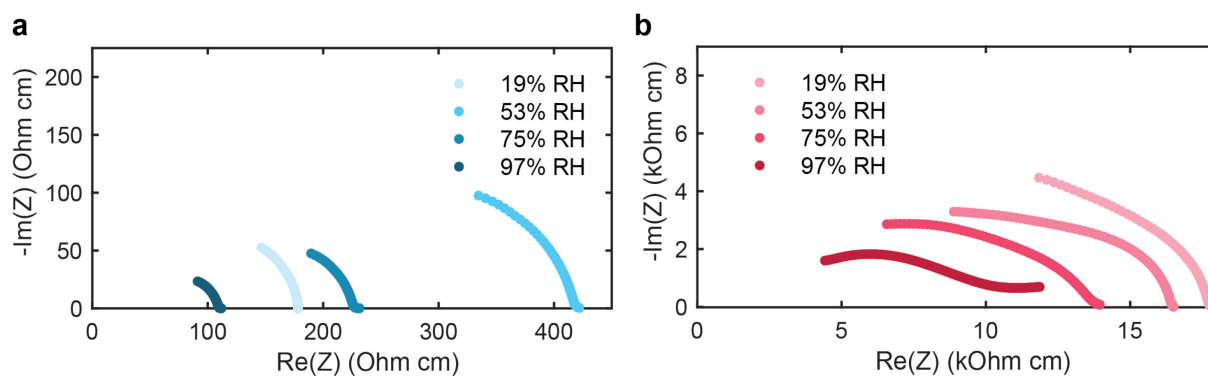 a
-Im(Z) (Ohm cm)
200
150
100
50
0
19% RH
53% RH
75% RH
97% RH
0
100
200
300
400
Re(Z) (Ohm cm)
b
-Im(Z) (kOhm cm)
8
6
4
2
0
19% RH
53% RH
75% RH
97% RH
0
5
10
15
Re(Z) (kOhm cm)